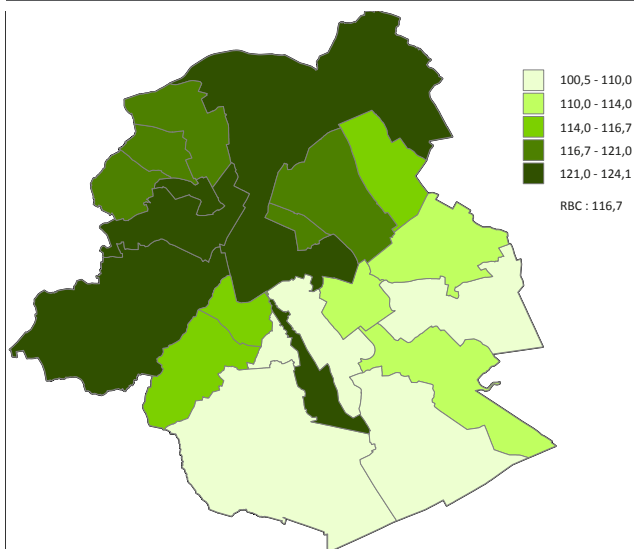 100,5 - 110,0
110,0 - 114,0
114,0 - 116,7
116,7 - 121,0
121,0 - 124,1
RBC : 116,7